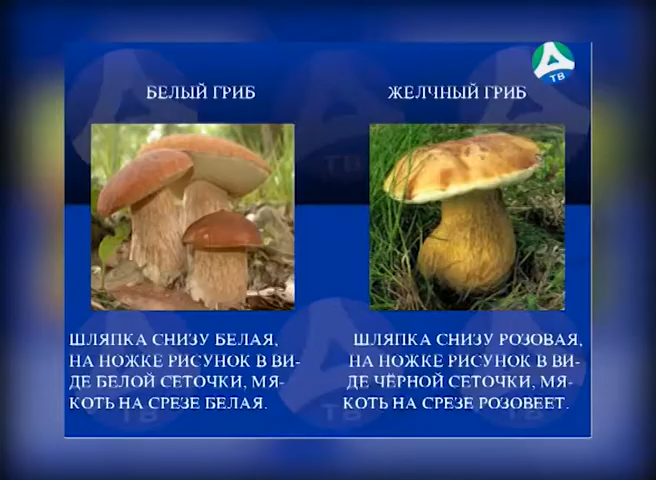 БЕЛЫЙ ГРИБ
ШЛЯПКА СНИЗУ БЕЛАЯ,
НА НОЖКЕ РИСУНОК В ВИ-
ДЕ БЕЛОЙ СЕТОЧКИ, МЯ-
КОТЬ НА СРЕЗЕ БЕЛАЯ.
ЖЕЛЧНЫЙ ГРИБ
ШЛЯПКА СНИЗУ РОЗОВАЯ,
НА НОЖКЕ РИСУНОК В ВИ-
ДЕ ЧЁРНОЙ СЕТОЧКИ, МЯ-
КОТЬ НА СРЕЗЕ РОЗОВЕЕТ.
ТВ